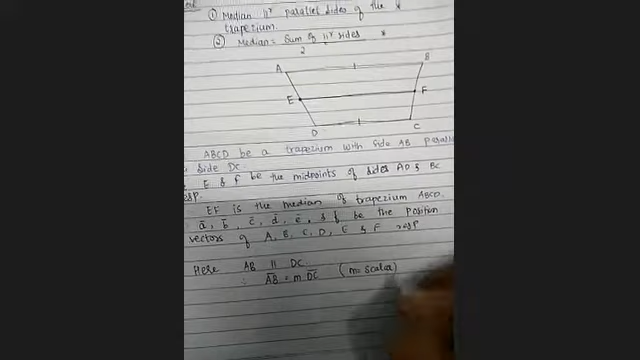 ① Median ||r parallel sides of the
trapezium.
② Median = Sum of ||r sides
2
A
B
E
F
D
C
ABCD be a trapezium with side AB parallel
side DC.
E & F be the midpoints of sides AD & BC
resp.
EF is the median of trapezium ABCD.
a̅, b̅, c̅, d̅, e̅, & f̅ be the position
vectors of A, B, C, D, E & F resp
Here AB || DC
∴ A̅B̅ = m D̅C̅ (m = scalar)